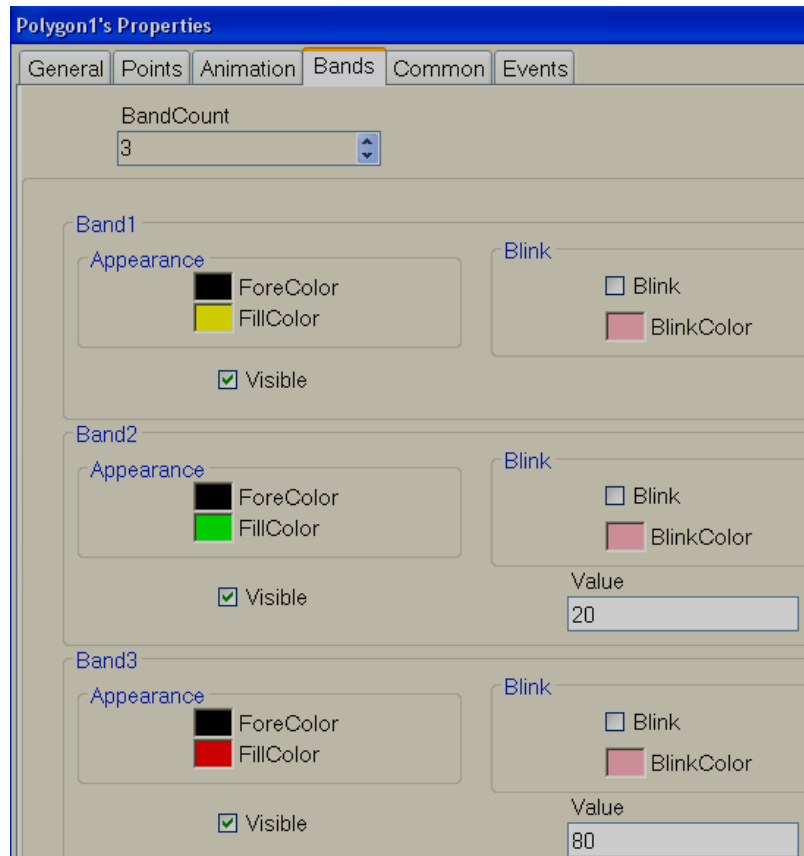 Polygon1's Properties
General Points Animation Bands Common Events
BandCount
3
Band1
Appearance
ForeColor
FillColor
Visible
Blink
Blink
BlinkColor
Band2
Appearance
ForeColor
FillColor
Visible
Blink
Blink
BlinkColor
Value
20
Band3
Appearance
ForeColor
FillColor
Visible
Blink
Blink
BlinkColor
Value
80